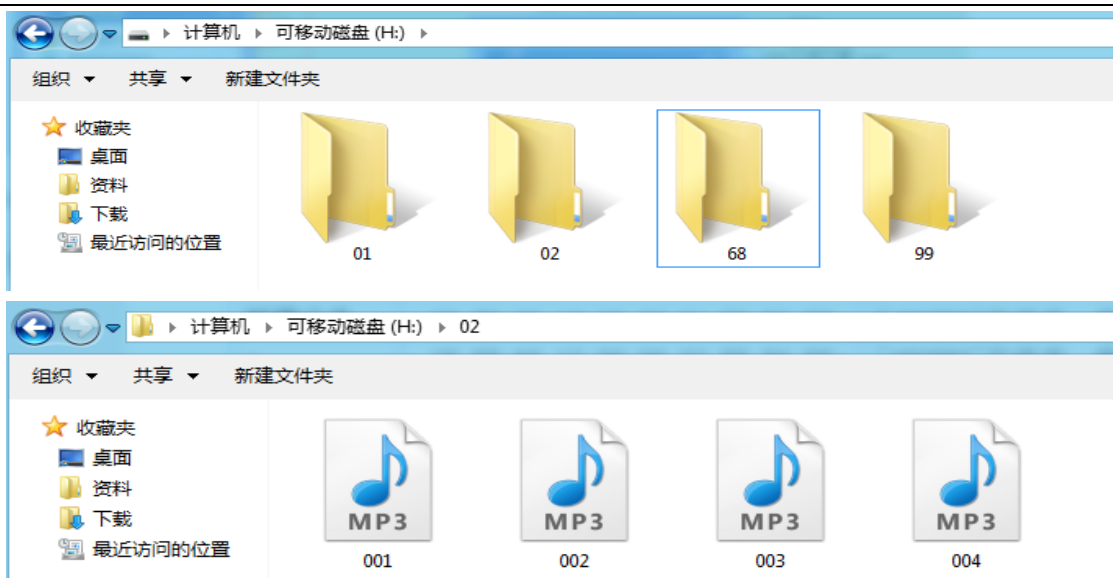 计算机 可移动磁盘 (H:)
组织 共享 新建文件夹
收藏夹
桌面
资料
下载
最近访问的位置
01 02 68 99
计算机 可移动磁盘 (H:) 02
组织 共享 新建文件夹
收藏夹
桌面
资料
下载
最近访问的位置
MP3 MP3 MP3 MP3
001 002 003 004